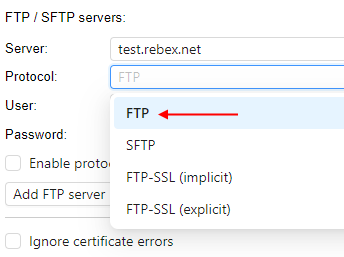 FTP / SFTP servers:
Server: test.rebex.net
Protocol: FTP
User:
FTP
Password:
SFTP
Enable protoc
FTP-SSL (implicit)
Add FTP server
FTP-SSL (explicit)
Ignore certificate errors